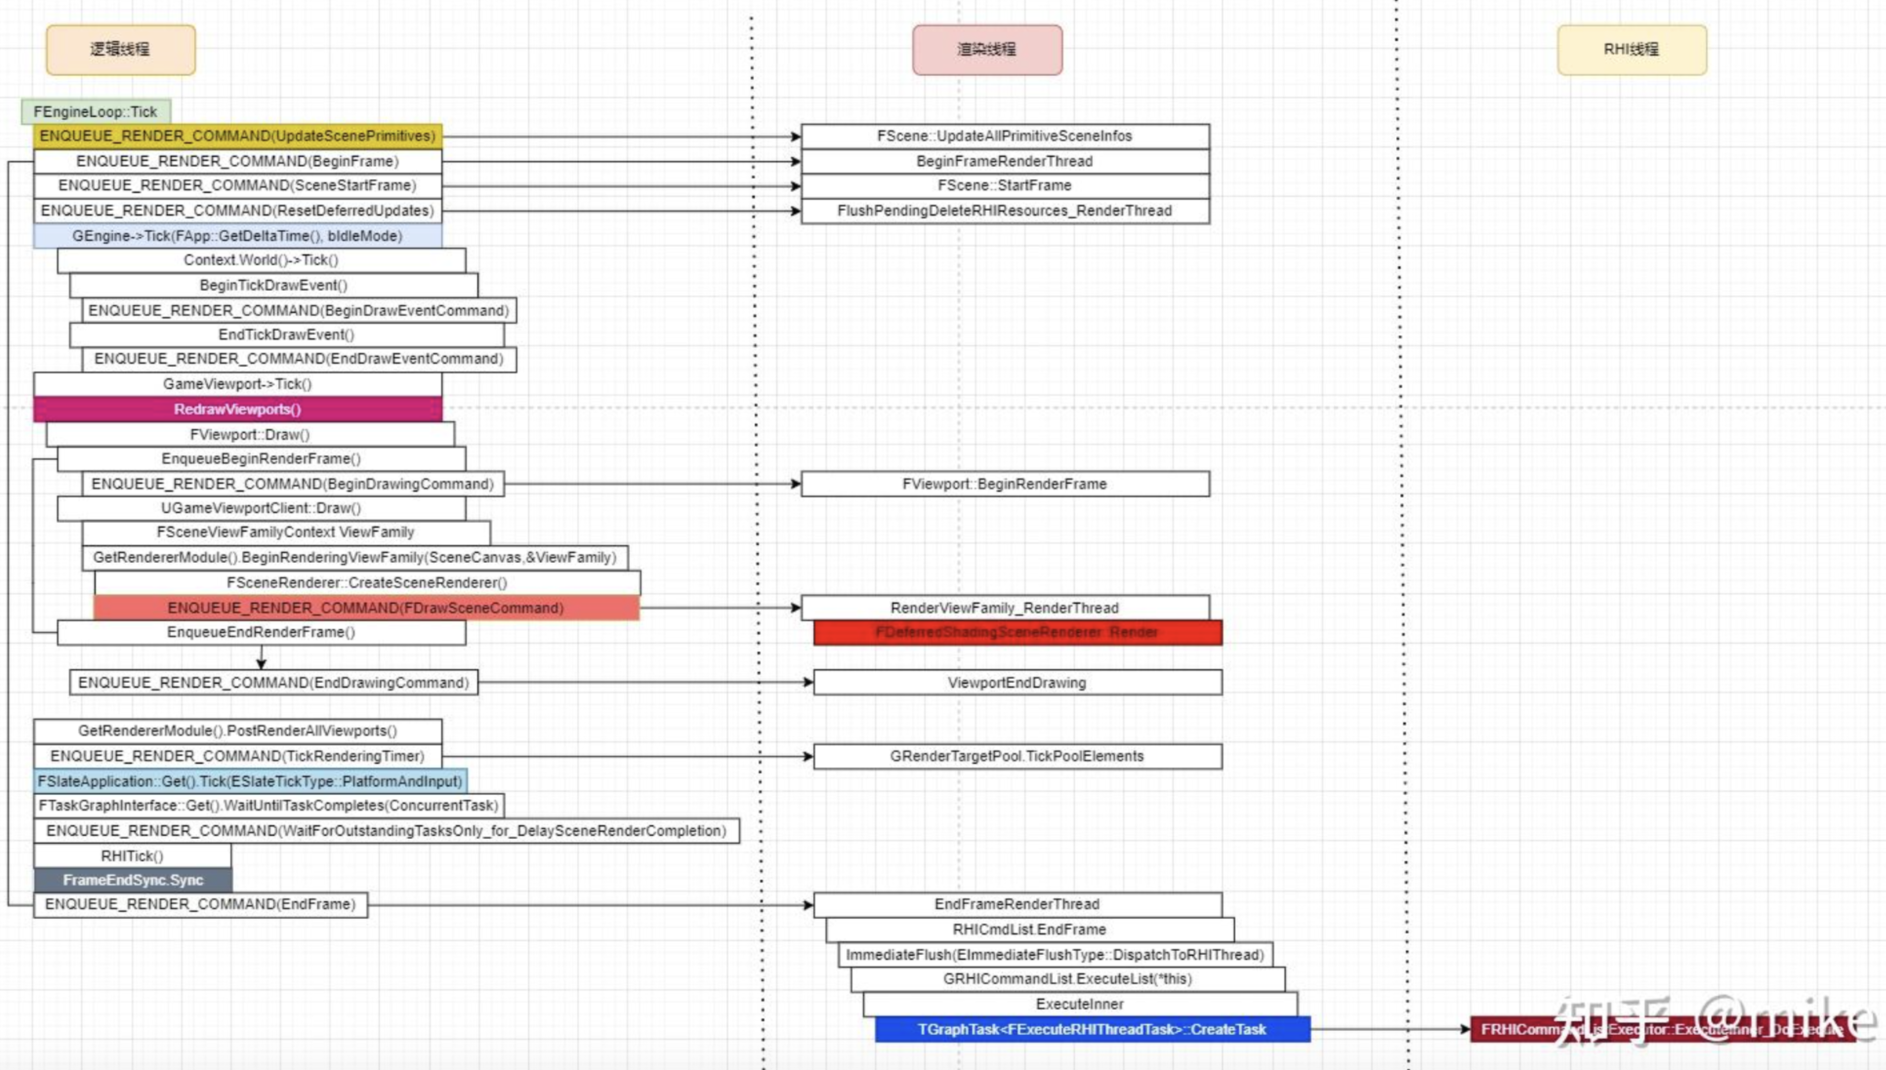 逻辑线程
渲染线程
RHI线程
FEngineLoop::Tick
ENQUEUE_RENDER_COMMAND(UpdateScenePrimitives)
FScene::UpdateAllPrimitiveSceneInfos
ENQUEUE_RENDER_COMMAND(BeginFrame)
BeginFrameRenderThread
ENQUEUE_RENDER_COMMAND(SceneStartFrame)
FScene::StartFrame
ENQUEUE_RENDER_COMMAND(ResetDeferredUpdates)
FlushPendingDeleteRHIResources_RenderThread
GEngine->Tick(FApp::GetDeltaTime(), bIdleMode)
Context.World()->Tick()
BeginTickDrawEvent()
ENQUEUE_RENDER_COMMAND(BeginDrawEventCommand)
EndTickDrawEvent()
ENQUEUE_RENDER_COMMAND(EndDrawEventCommand)
GameViewport->Tick()
RedrawViewports()
FViewport::Draw()
EnqueueBeginRenderFrame()
ENQUEUE_RENDER_COMMAND(BeginDrawingCommand)
FViewport::BeginRenderFrame
UGameViewportClient::Draw()
FSceneViewFamilyContext ViewFamily
GetRendererModule().BeginRenderingViewFamily(SceneCanvas,&ViewFamily)
FSceneRenderer::CreateSceneRenderer()
ENQUEUE_RENDER_COMMAND(FDrawSceneCommand)
RenderViewFamily_RenderThread
EnqueueEndRenderFrame()
FDeferredShadingSceneRenderer Render
ENQUEUE_RENDER_COMMAND(EndDrawingCommand)
ViewportEndDrawing
GetRendererModule().PostRenderAllViewports()
ENQUEUE_RENDER_COMMAND(TickRenderingTimer)
GRenderTargetPool.TickPoolElements
FSlateApplication::Get().Tick(ESlateTickType::PlatformAndInput)
FTaskGraphInterface::Get().WaitUntilTaskCompletes(ConcurrentTask)
ENQUEUE_RENDER_COMMAND(WaitForOutstandingTasksOnly_for_DelaySceneRenderCompletion)
RHITick()
FrameEndSync.Sync
ENQUEUE_RENDER_COMMAND(EndFrame)
EndFrameRenderThread
RHICmdList.EndFrame
ImmediateFlush(EImmediateFlushType::DispatchToRHIThread)
GRHICommandList.ExecuteList(*this)
ExecuteInner
TGraphTask<FExecuteRHIThreadTask>::CreateTask
知乎 @mike